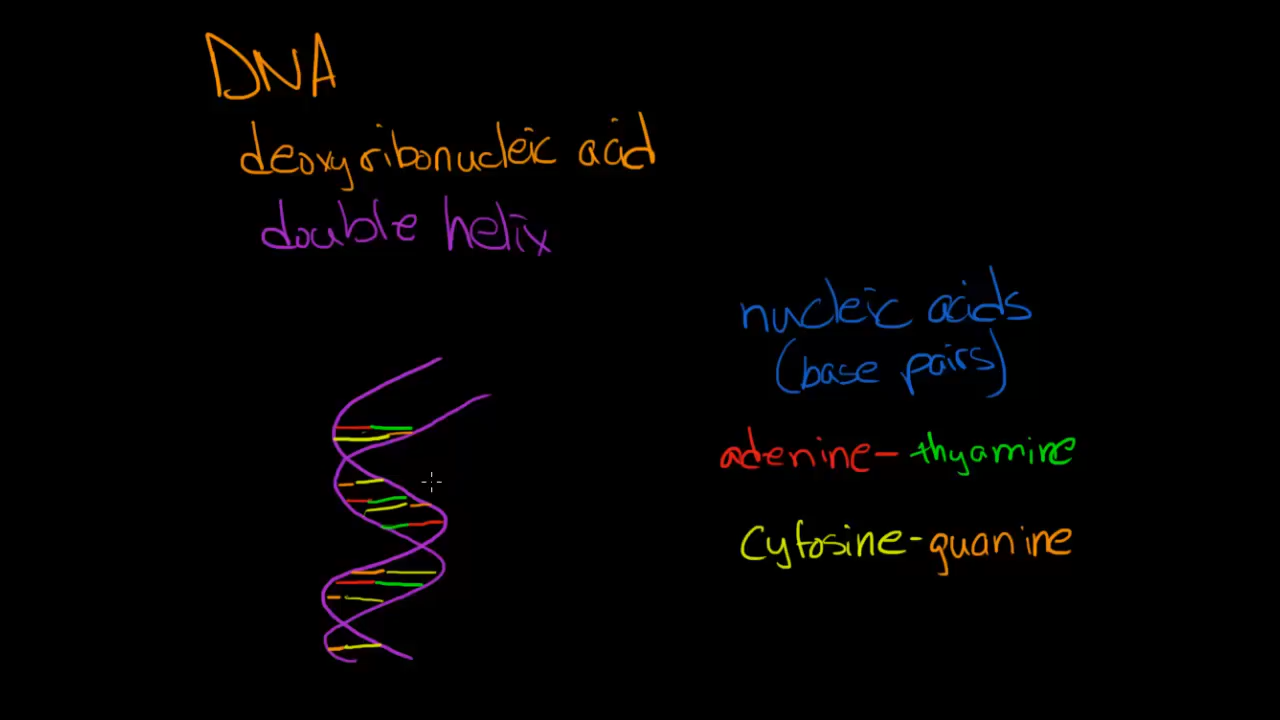 DNA
deoxyribonucleic acid
double helix
nucleic acids
(base pairs)
adenine-thyamine
Cytosine-guanine